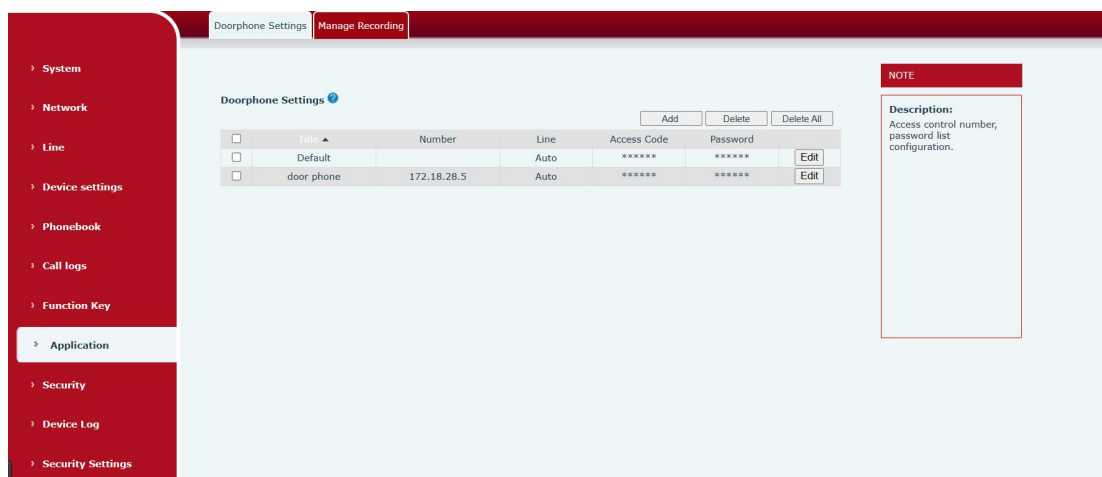 Doorphone Settings Manage Recording
System
Network
Line
Device settings
Phonebook
Call logs
Function Key
Application
Security
Device Log
Security Settings
Doorphone Settings ?
Add Delete Delete All
Title Number Line Access Code Password
Default Auto ****** ****** Edit
door phone 172.18.28.5 Auto ****** ****** Edit
NOTE
Description:
Access control number,
password list
configuration.